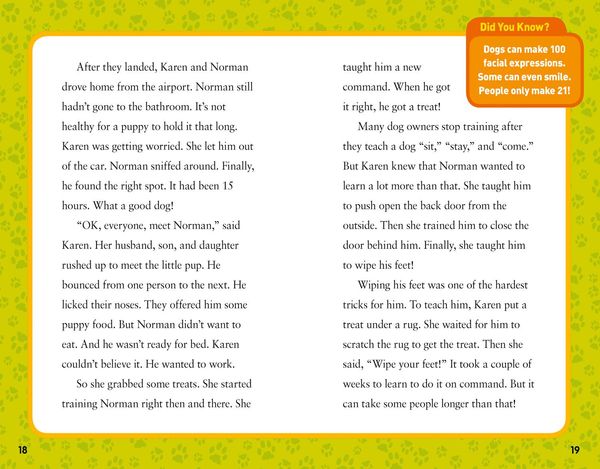 After they landed, Karen and Norman
drove home from the airport. Norman still
hadn't gone to the bathroom. It's not
healthy for a puppy to hold it that long.
Karen was getting worried. She let him out
of the car. Norman sniffed around. Finally,
he found the right spot. It had been 15
hours. What a good dog!
"OK, everyone, meet Norman," said
Karen. Her husband, son, and daughter
rushed up to meet the little pup. He
bounced from one person to the next. He
licked their noses. They offered him some
puppy food. But Norman didn't want to
eat. And he wasn't ready for bed. Karen
couldn't believe it. He wanted to work.
So she grabbed some treats. She started
training Norman right then and there. She
18
Did You Know?
Dogs can make 100
facial expressions.
Some can even smile.
People only make 21!
taught him a new
command. When he got
it right, he got a treat!
Many dog owners stop training after
they teach a dog "sit," "stay," and "come."
But Karen knew that Norman wanted to
learn a lot more than that. She taught him
to push open the back door from the
outside. Then she trained him to close the
door behind him. Finally, she taught him
to wipe his feet!
Wiping his feet was one of the hardest
tricks for him. To teach him, Karen put a
treat under a rug. She waited for him to
scratch the rug to get the treat. Then she
said, "Wipe your feet!" It took a couple of
weeks to learn to do it on command. But it
can take some people longer than that!
19